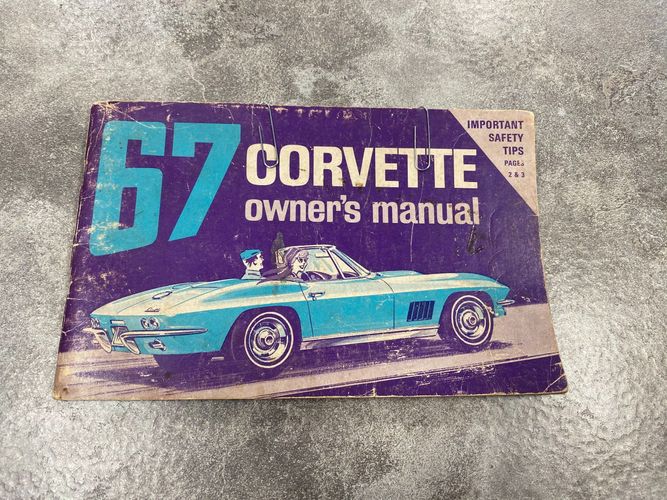 67
CORVETTE
owner's manual
IMPORTANT
SAFETY
TIPS
PAGES
2 & 3